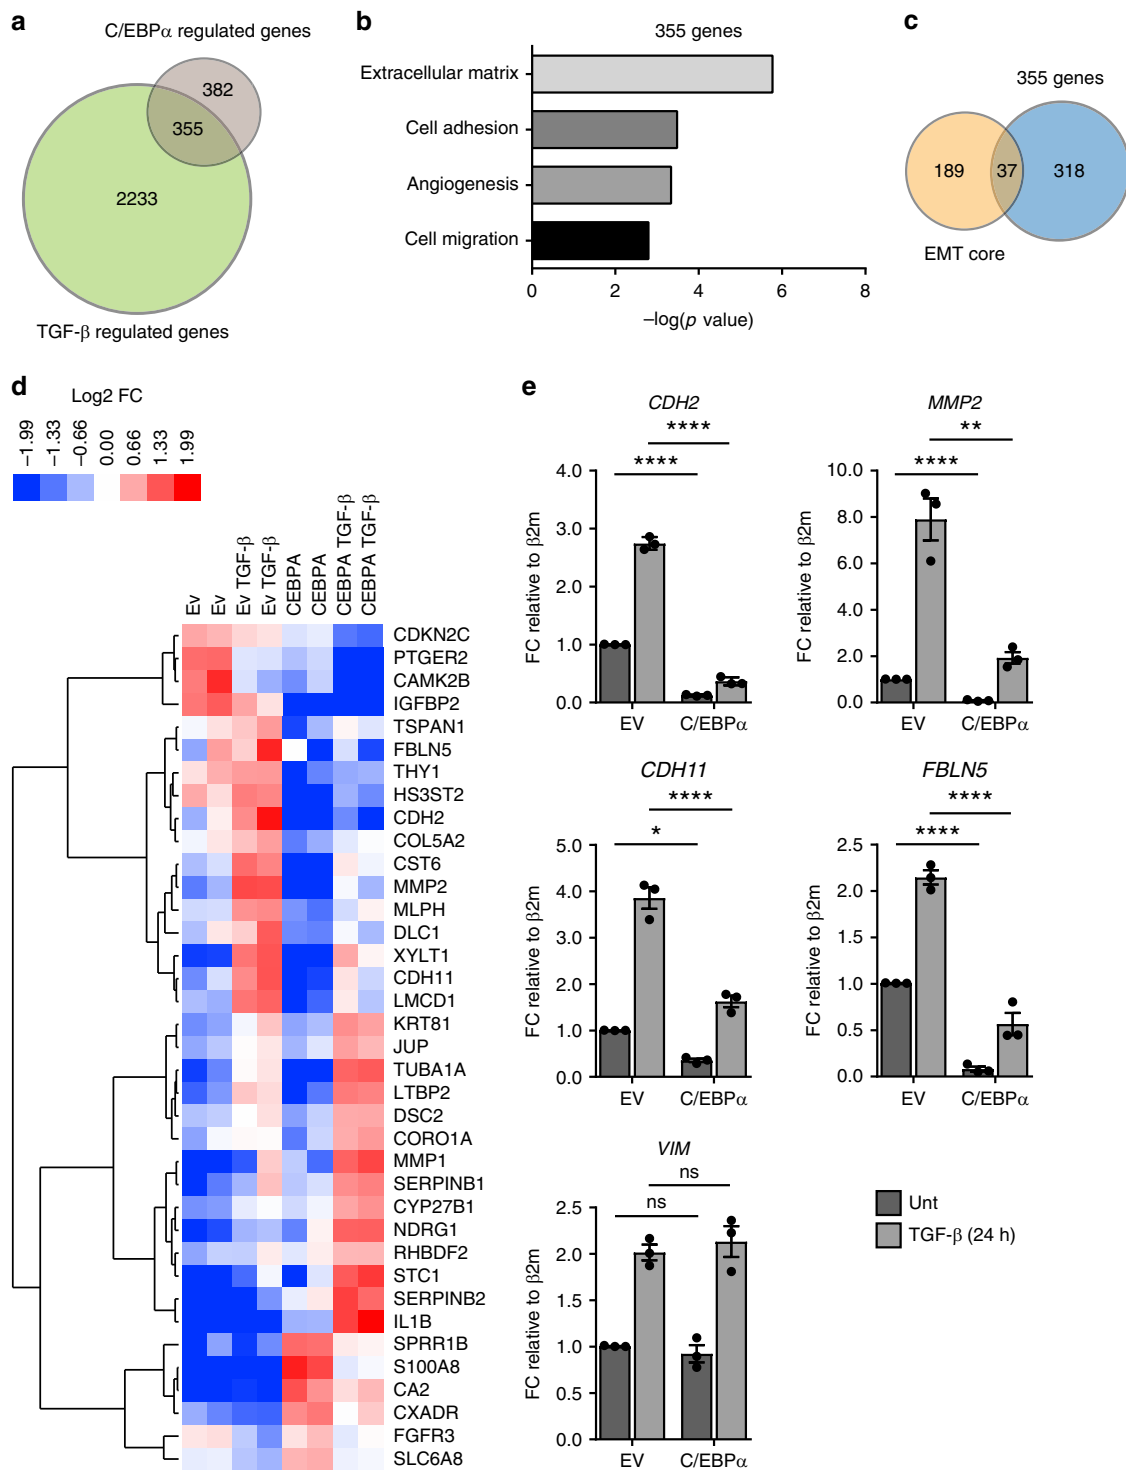 a
C/EBPα regulated genes
382
355
2233
TGF-β regulated genes
b
355 genes
Extracellular matrix
Cell adhesion
Angiogenesis
Cell migration
0 2 4 6 8
–log(p value)
c
355 genes
189 37 318
EMT core
d
Log2 FC
−1.99 −1.33 −0.66 0.00 0.66 1.33 1.99
Ev Ev Ev TGF-β Ev TGF-β CEBPA CEBPA CEBPA TGF-β CEBPA TGF-β
CDKN2C
PTGER2
CAMK2B
IGFBP2
TSPAN1
FBLN5
THY1
HS3ST2
CDH2
COL5A2
CST6
MMP2
MLPH
DLC1
XYLT1
CDH11
LMCD1
KRT81
JUP
TUBA1A
LTBP2
DSC2
CORO1A
MMP1
SERPINB1
CYP27B1
NDRG1
RHBDF2
STC1
SERPINB2
IL1B
SPRR1B
S100A8
CA2
CXADR
FGFR3
SLC6A8
e
CDH2
****
****
FC relative to β2m
4.0
3.0
2.0
1.0
0.0
EV C/EBPα
MMP2
**
****
FC relative to β2m
10.0
8.0
6.0
4.0
2.0
0.0
EV C/EBPα
CDH11
****
*
FC relative to β2m
5.0
4.0
3.0
2.0
1.0
0.0
EV C/EBPα
FBLN5
****
****
FC relative to β2m
2.5
2.0
1.5
1.0
0.5
0.0
EV C/EBPα
VIM
ns
ns
FC relative to β2m
2.5
2.0
1.5
1.0
0.5
0.0
EV C/EBPα
Unt
TGF-β (24 h)